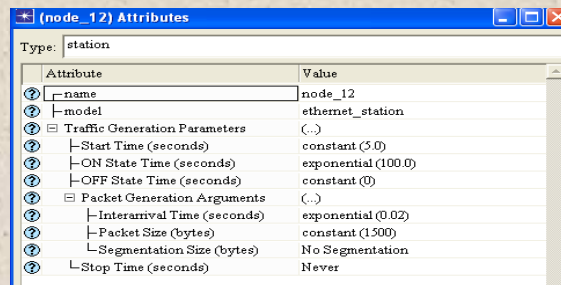 (node_12) Attributes
Type: station
Attribute Value
name node_12
model ethernet_station
Traffic Generation Parameters (...)
Start Time (seconds) constant (5.0)
ON State Time (seconds) exponential (100.0)
OFF State Time (seconds) constant (0)
Packet Generation Arguments (...)
Interarrival Time (seconds) exponential (0.02)
Packet Size (bytes) constant (1500)
Segmentation Size (bytes) No Segmentation
Stop Time (seconds) Never